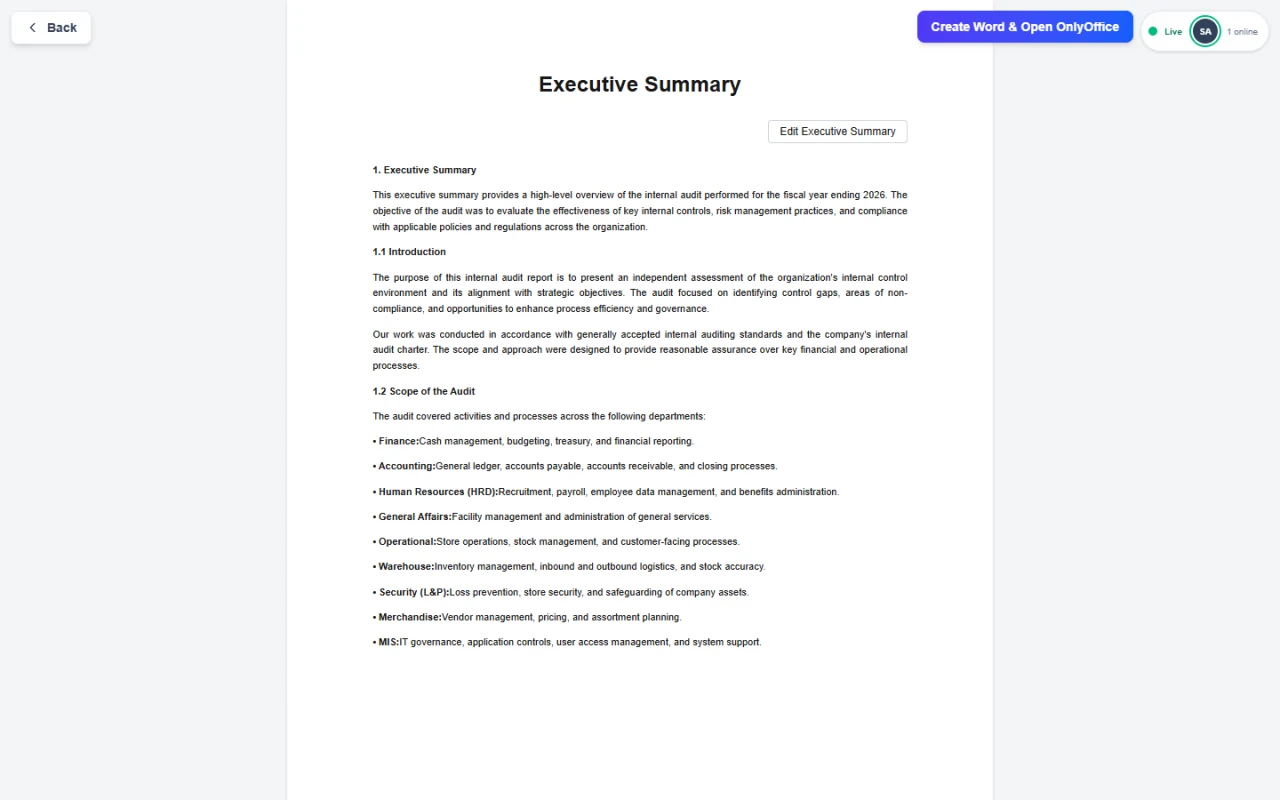 Back
Create Word & Open OnlyOffice
Live
SA
1 online
Executive Summary
Edit Executive Summary
1. Executive Summary
This executive summary provides a high-level overview of the internal audit performed for the fiscal year ending 2026. The
objective of the audit was to evaluate the effectiveness of key internal controls, risk management practices, and compliance
with applicable policies and regulations across the organization.
1.1 Introduction
The purpose of this internal audit report is to present an independent assessment of the organization's internal control
environment and its alignment with strategic objectives. The audit focused on identifying control gaps, areas of non-
compliance, and opportunities to enhance process efficiency and governance.
Our work was conducted in accordance with generally accepted internal auditing standards and the company's internal
audit charter. The scope and approach were designed to provide reasonable assurance over key financial and operational
processes.
1.2 Scope of the Audit
The audit covered activities and processes across the following departments:
• Finance:Cash management, budgeting, treasury, and financial reporting.
• Accounting:General ledger, accounts payable, accounts receivable, and closing processes.
• Human Resources (HRD):Recruitment, payroll, employee data management, and benefits administration.
• General Affairs:Facility management and administration of general services.
• Operational:Store operations, stock management, and customer-facing processes.
• Warehouse:Inventory management, inbound and outbound logistics, and stock accuracy.
• Security (L&P):Loss prevention, store security, and safeguarding of company assets.
• Merchandise:Vendor management, pricing, and assortment planning.
• MIS:IT governance, application controls, user access management, and system support.